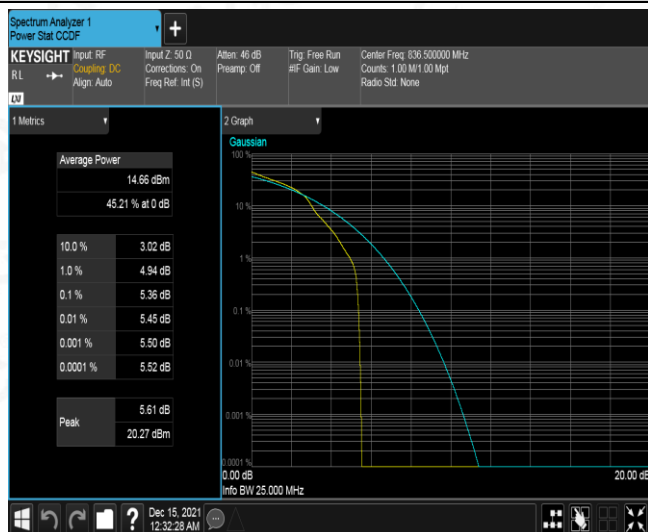 Spectrum Analyzer 1
Power Stat CCDF
+
KEYSIGHT
RL
LXI
Input: RF
Coupling: DC
Align: Auto
Input Z: 50 Ω
Corrections: On
Freq Ref: Int (S)
Atten: 46 dB
Preamp: Off
Trig: Free Run
#IF Gain: Low
Center Freq: 836.500000 MHz
Counts: 1.00 M/1.00 Mpt
Radio Std: None
1 Metrics
Average Power
14.66 dBm
45.21 % at 0 dB
10.0 % 3.02 dB
1.0 % 4.94 dB
0.1 % 5.36 dB
0.01 % 5.45 dB
0.001 % 5.50 dB
0.0001 % 5.52 dB
Peak
5.61 dB
20.27 dBm
2 Graph
Gaussian
100 %
10 %
1 %
0.1 %
0.01 %
0.001 %
0.0001 %
0.00 dB
20.00 dB
Info BW 25.000 MHz
?
Dec 15, 2021
12:32:28 AM